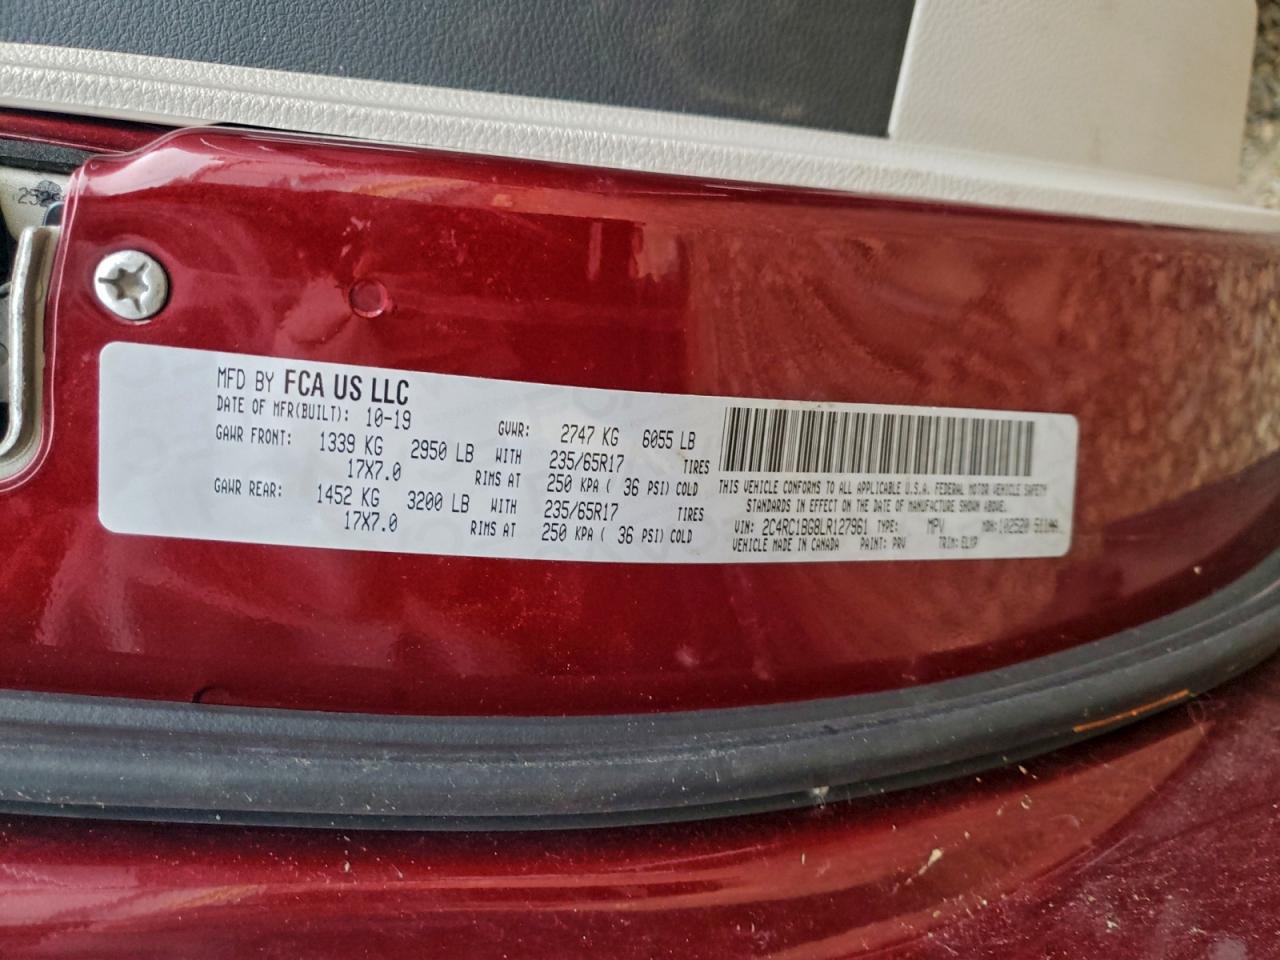 MFD BY FCA US LLC
DATE OF MFR(BUILT): 10-19 GVWR: 2747 KG 6055 LB
GAWR FRONT: 1339 KG 2950 LB WITH 235/65R17 TIRES
17X7.0 RIMS AT 250 KPA ( 36 PSI) COLD
GAWR REAR: 1452 KG 3200 LB WITH 235/65R17 TIRES
17X7.0 RIMS AT 250 KPA ( 36 PSI) COLD
THIS VEHICLE CONFORMS TO ALL APPLICABLE U.S.A. FEDERAL MOTOR VEHICLE SAFETY
STANDARDS IN EFFECT ON THE DATE OF MANUFACTURE SHOWN ABOVE.
VIN: 2C4RC1BG8LR127961 TYPE: MPV MDH: 102520
VEHICLE MADE IN CANADA PAINT: PRV TRIM: ELXP